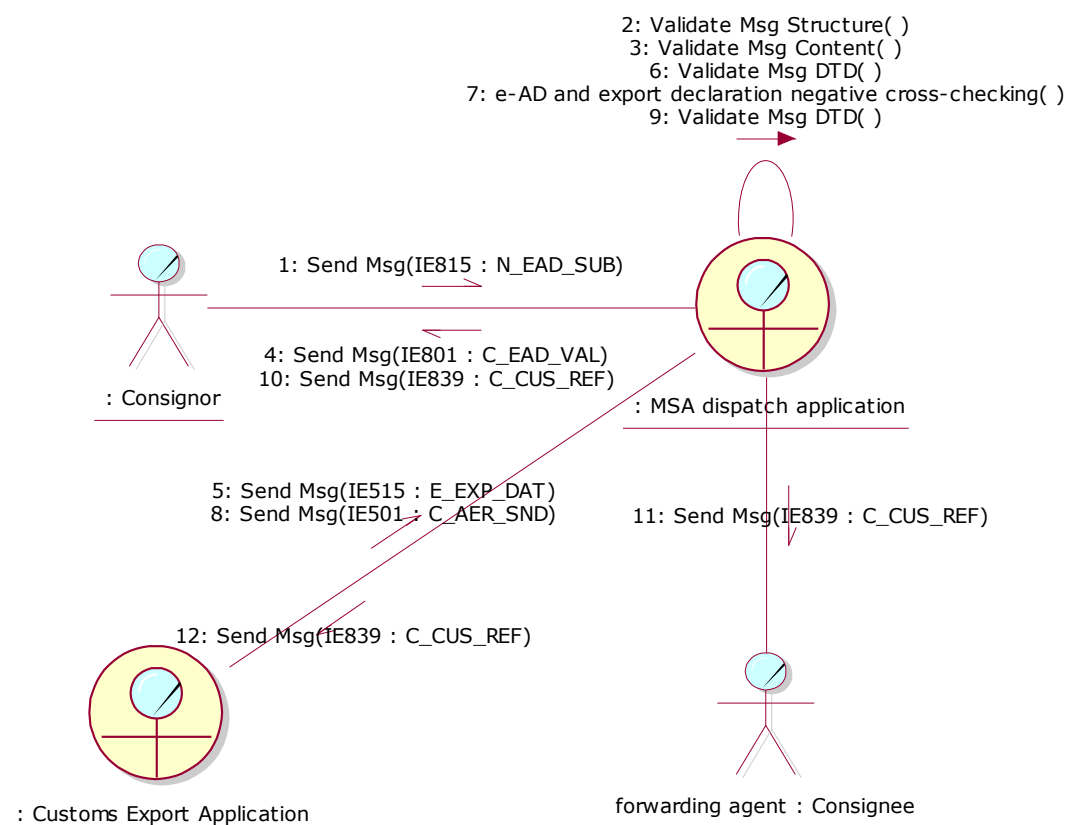 2: Validate Msg Structure( )
3: Validate Msg Content( )
6: Validate Msg DTD( )
7: e-AD and export declaration negative cross-checking( )
9: Validate Msg DTD( )
1: Send Msg(IE815 : N_EAD_SUB)
4: Send Msg(IE801 : C_EAD_VAL)
10: Send Msg(IE839 : C_CUS_REF)
: Consignor
: MSA dispatch application
5: Send Msg(IE515 : E_EXP_DAT)
8: Send Msg(IE501 : C_AER_SND)
11: Send Msg(IE839 : C_CUS_REF)
12: Send Msg(IE839 : C_CUS_REF)
: Customs Export Application
forwarding agent : Consignee